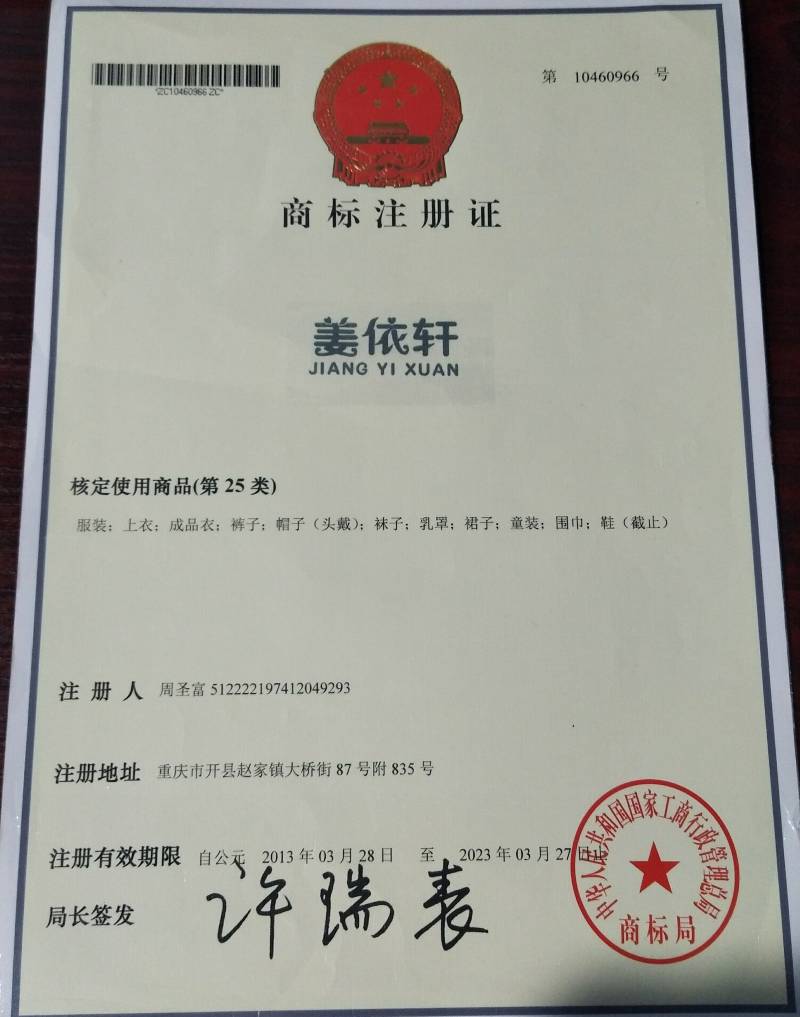 第 10460966 号
*ZC10460966ZC*
商标注册证
姜依轩
JIANG YI XUAN
核定使用商品(第 25 类)
服装；上衣；成品衣；裤子；帽子（头戴）；袜子；乳罩；裙子；童装；围巾；鞋（截止）
注 册 人 周圣富 512222197412049293
注册地址 重庆市开县赵家镇大桥街 87 号附 835 号
注册有效期限 自公元 2013 年 03 月 28 日 至 2023 年 03 月 27 日止
局长签发 许瑞表
中华人民共和国国家工商行政管理总局
商标局